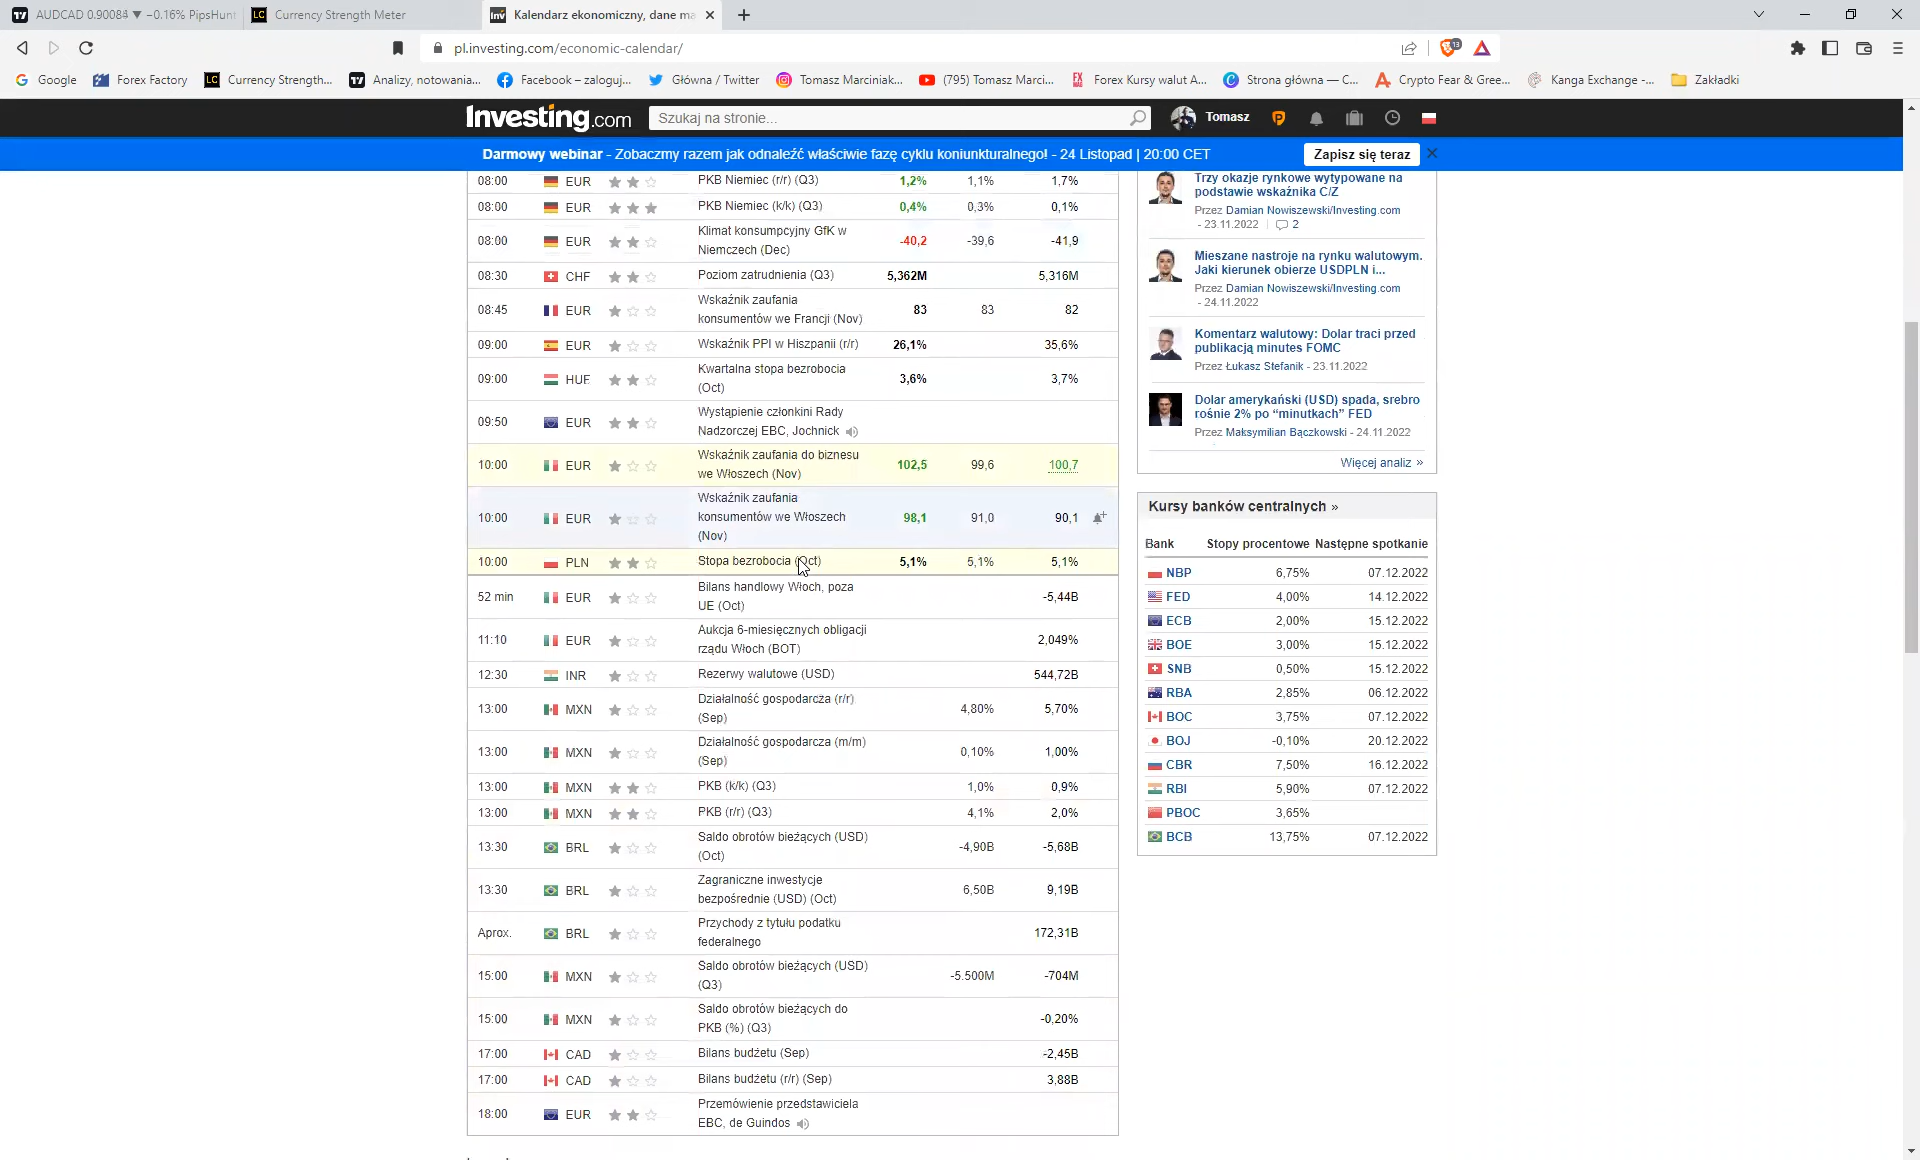 AUDCAD 0.90084 ▼ −0.16% PipsHunt
Currency Strength Meter
Kalendarz ekonomiczny, dane ma
pl.investing.com/economic-calendar/
13
Google
Forex Factory
Currency Strength...
Analizy, notowania...
Facebook – zaloguj...
Główna / Twitter
Tomasz Marciniak...
(795) Tomasz Marci...
Forex Kursy walut A...
Strona główna — C...
Crypto Fear & Gree...
Kanga Exchange -...
Zakładki
Investing.com
Szukaj na stronie...
Tomasz
Darmowy webinar - Zobaczmy razem jak odnaleźć właściwie fazę cyklu koniunkturalnego! - 24 Listopad | 20:00 CET
Zapisz się teraz
08:00 EUR PKB Niemiec (r/r) (Q3) 1,2% 1,1% 1,7%
08:00 EUR PKB Niemiec (k/k) (Q3) 0,4% 0,3% 0,1%
08:00 EUR Klimat konsumpcyjny GfK w
Niemczech (Dec) -40,2 -39,6 -41,9
08:30 CHF Poziom zatrudnienia (Q3) 5,362M 5,316M
08:45 EUR Wskaźnik zaufania
konsumentów we Francji (Nov) 83 83 82
09:00 EUR Wskaźnik PPI w Hiszpanii (r/r) 26,1% 35,6%
09:00 HUF Kwartalna stopa bezrobocia
(Oct) 3,6% 3,7%
09:50 EUR Wystąpienie członkini Rady
Nadzorczej EBC, Jochnick
10:00 EUR Wskaźnik zaufania do biznesu
we Włoszech (Nov) 102,5 99,6 100,7
10:00 EUR Wskaźnik zaufania
konsumentów we Włoszech
(Nov) 98,1 91,0 90,1
10:00 PLN Stopa bezrobocia (Oct) 5,1% 5,1% 5,1%
52 min EUR Bilans handlowy Włoch, poza
UE (Oct) -5,44B
11:10 EUR Aukcja 6-miesięcznych obligacji
rządu Włoch (BOT) 2,049%
12:30 INR Rezerwy walutowe (USD) 544,72B
13:00 MXN Działalność gospodarcza (r/r)
(Sep) 4,80% 5,70%
13:00 MXN Działalność gospodarcza (m/m)
(Sep) 0,10% 1,00%
13:00 MXN PKB (k/k) (Q3) 1,0% 0,9%
13:00 MXN PKB (r/r) (Q3) 4,1% 2,0%
13:30 BRL Saldo obrotów bieżących (USD)
(Oct) -4,90B -5,68B
13:30 BRL Zagraniczne inwestycje
bezpośrednie (USD) (Oct) 6,50B 9,19B
Aprox. BRL Przychody z tytułu podatku
federalnego 172,31B
15:00 MXN Saldo obrotów bieżących (USD)
(Q3) -5.500M -704M
15:00 MXN Saldo obrotów bieżących do
PKB (%) (Q3) -0,20%
17:00 CAD Bilans budżetu (Sep) -2,45B
17:00 CAD Bilans budżetu (r/r) (Sep) 3,88B
18:00 EUR Przemówienie przedstawiciela
EBC, de Guindos
Trzy okazje rynkowe wytypowane na
podstawie wskaźnika C/Z
Przez Damian Nowiszewski/Investing.com
- 23.11.2022 | 2
Mieszane nastroje na rynku walutowym.
Jaki kierunek obierze USDPLN i...
Przez Damian Nowiszewski/Investing.com
- 24.11.2022
Komentarz walutowy: Dolar traci przed
publikacją minutes FOMC
Przez Łukasz Stefanik - 23.11.2022
Dolar amerykański (USD) spada, srebro
rośnie 2% po “minutkach” FED
Przez Maksymilian Bączkowski - 24.11.2022
Więcej analiz »
Kursy banków centralnych »
Bank Stopy procentowe Następne spotkanie
NBP 6,75% 07.12.2022
FED 4,00% 14.12.2022
ECB 2,00% 15.12.2022
BOE 3,00% 15.12.2022
SNB 0,50% 15.12.2022
RBA 2,85% 06.12.2022
BOC 3,75% 07.12.2022
BOJ -0,10% 20.12.2022
CBR 7,50% 16.12.2022
RBI 5,90% 07.12.2022
PBOC 3,65%
BCB 13,75% 07.12.2022